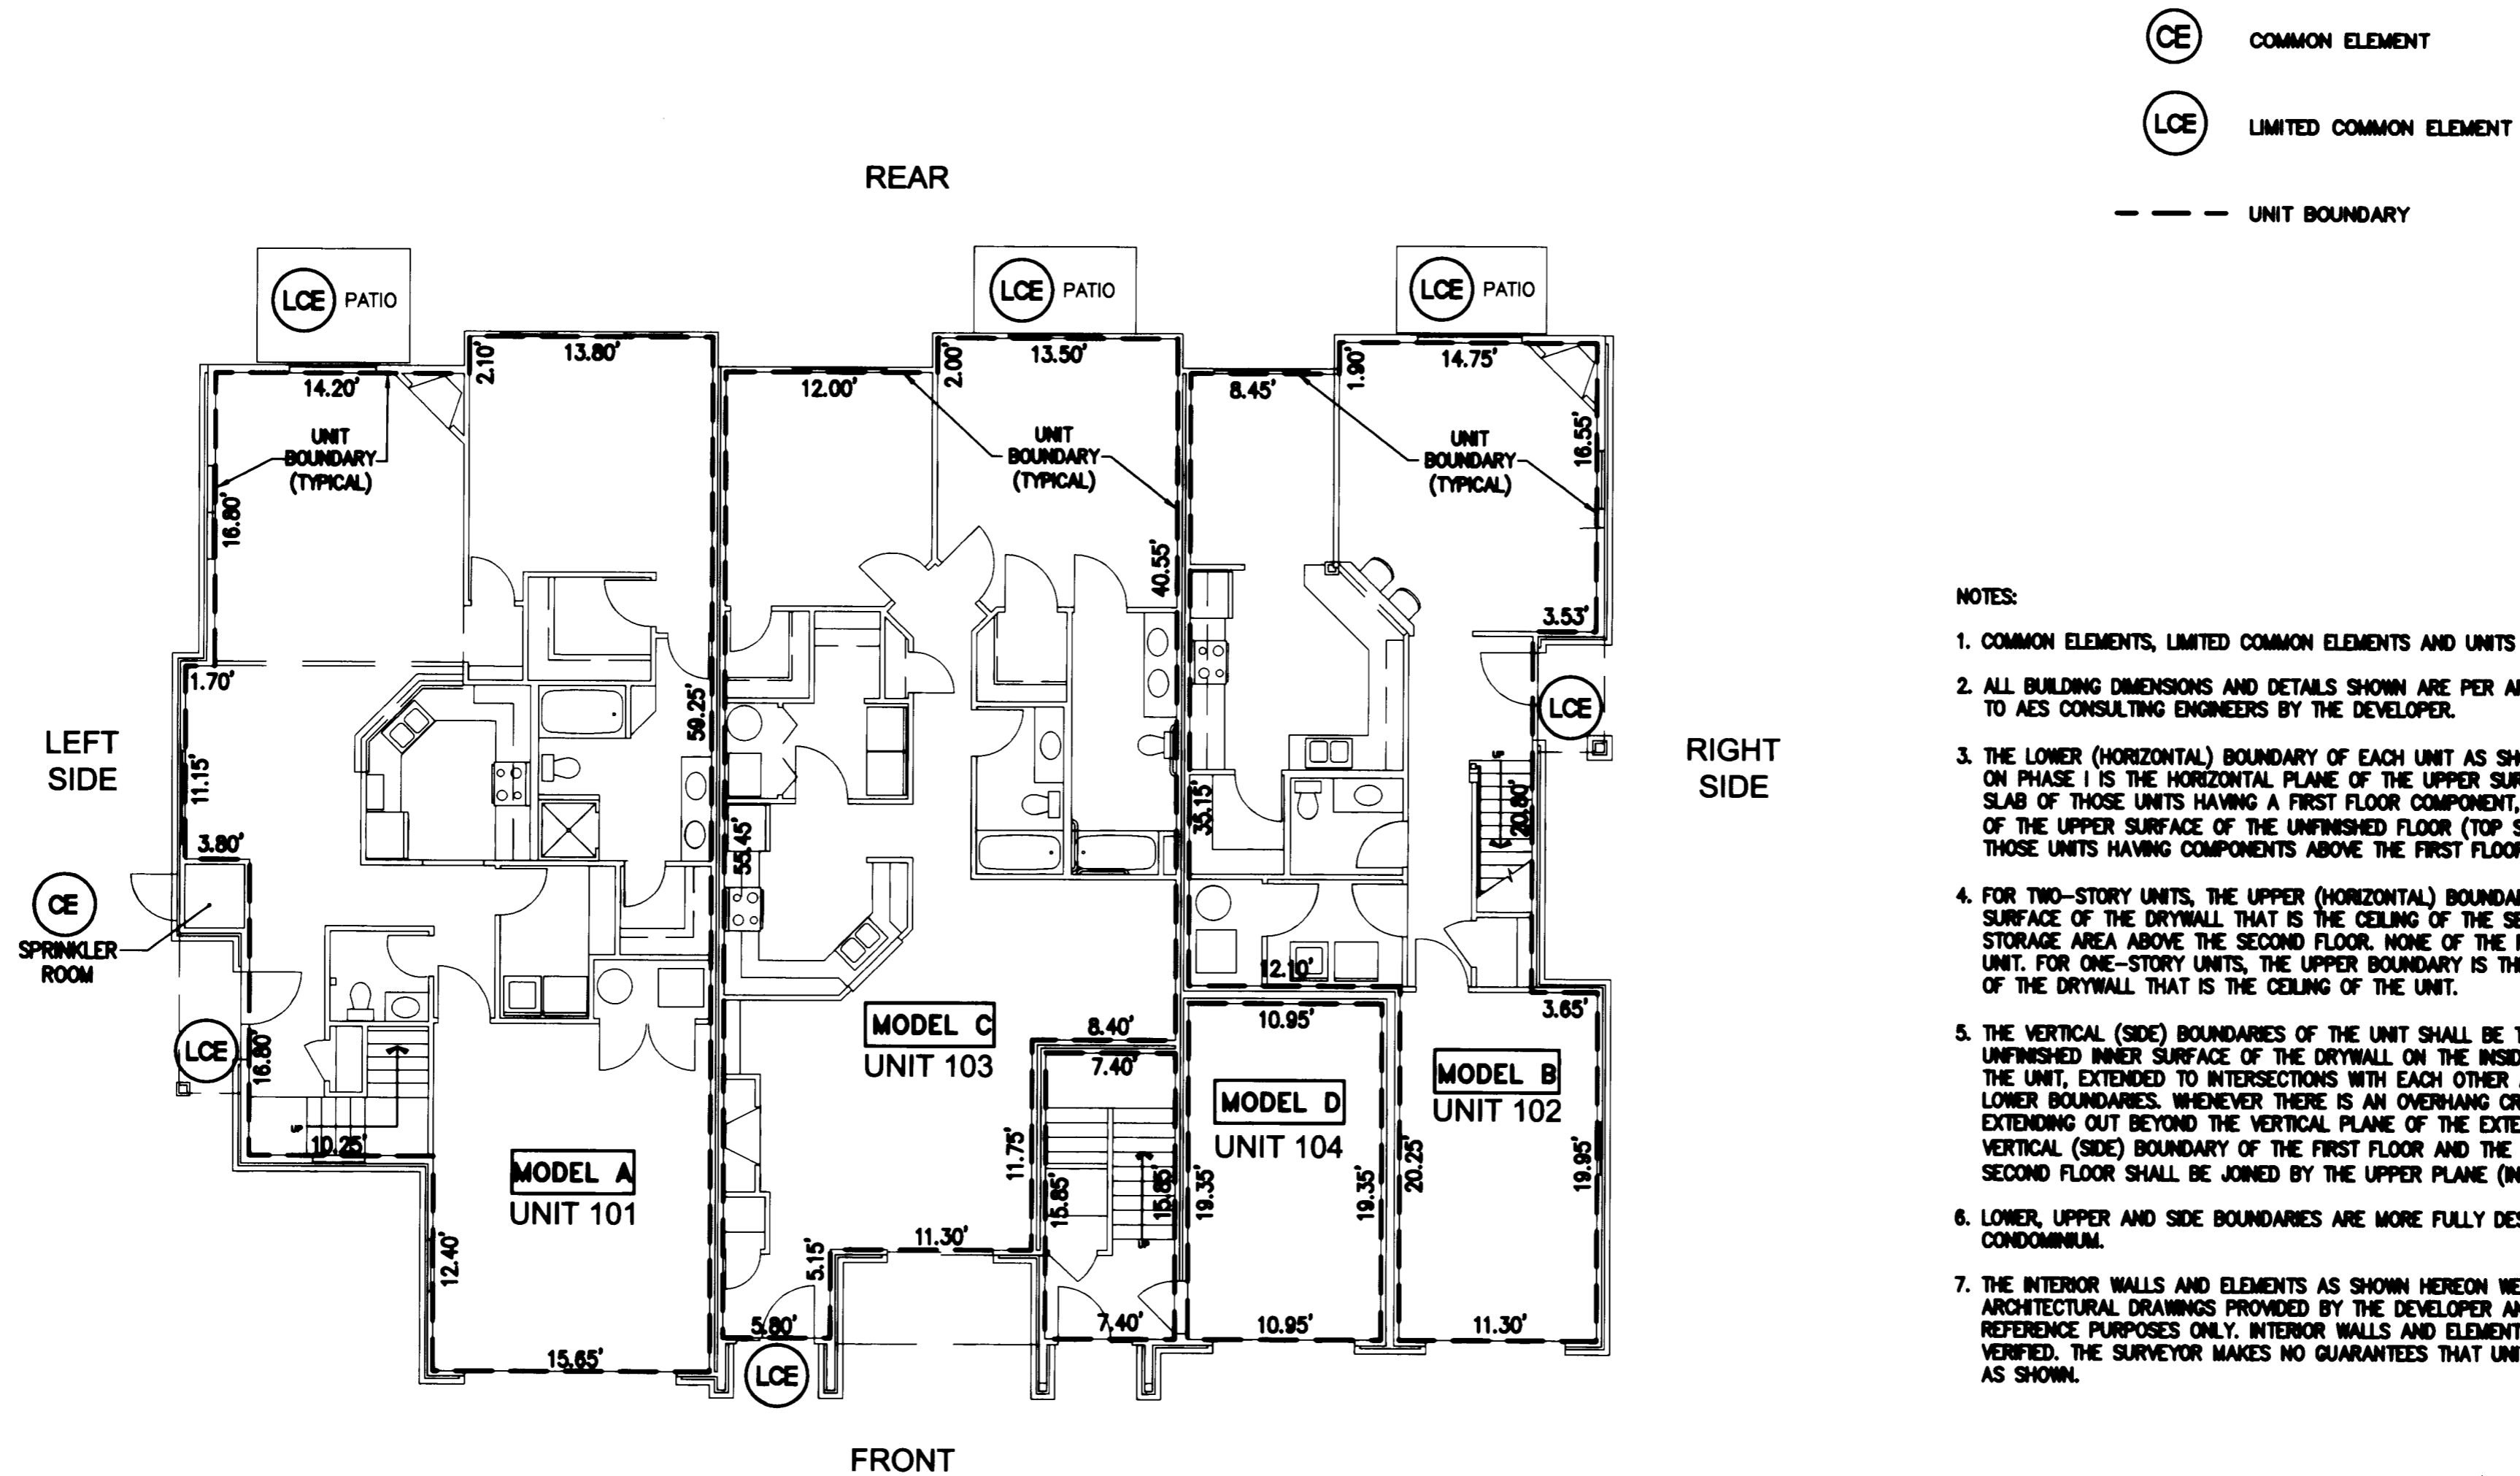 CE COMMON ELEMENT
LCE LIMITED COMMON ELEMENT
UNIT BOUNDARY
REAR
LCE PATIO
LCE PATIO
LCE PATIO
14.20'
2.10'
13.80'
12.00'
2.00'
13.50'
8.45'
1.90'
14.75'
UNIT
BOUNDARY
(TYPICAL)
UNIT
BOUNDARY
(TYPICAL)
UNIT
BOUNDARY
(TYPICAL)
16.80'
40.55'
16.55'
3.53'
1.70'
59.25'
LCE
LEFT
SIDE
RIGHT
SIDE
11.15'
3.80'
55.45'
35.15'
20.80'
UP
CE
SPRINKLER
ROOM
12.10'
3.65'
LCE
16.80'
MODEL C
UNIT 103
8.40'
7.40'
10.95'
MODEL D
UNIT 104
MODEL B
UNIT 102
UP
10.25'
MODEL A
UNIT 101
11.75'
15.85'
15.85'
19.35'
19.35'
20.25'
19.95'
UP
12.40'
5.15'
11.30'
5.80'
7.40'
10.95'
11.30'
15.65'
LCE
FRONT
NOTES:
1. COMMON ELEMENTS, LIMITED COMMON ELEMENTS AND UNITS
2. ALL BUILDING DIMENSIONS AND DETAILS SHOWN ARE PER
TO AES CONSULTING ENGINEERS BY THE DEVELOPER.
3. THE LOWER (HORIZONTAL) BOUNDARY OF EACH UNIT AS
ON PHASE I IS THE HORIZONTAL PLANE OF THE UPPER
SLAB OF THOSE UNITS HAVING A FIRST FLOOR COMPONENT,
OF THE UPPER SURFACE OF THE UNFINISHED FLOOR (TOP
THOSE UNITS HAVING COMPONENTS ABOVE THE FIRST FLOOR
4. FOR TWO-STORY UNITS, THE UPPER (HORIZONTAL)
SURFACE OF THE DRYWALL THAT IS THE CEILING OF THE
STORAGE AREA ABOVE THE SECOND FLOOR. NONE OF THE
UNIT. FOR ONE-STORY UNITS, THE UPPER BOUNDARY IS
OF THE DRYWALL THAT IS THE CEILING OF THE UNIT.
5. THE VERTICAL (SIDE) BOUNDARIES OF THE UNIT SHALL BE
UNFINISHED INNER SURFACE OF THE DRYWALL ON THE
THE UNIT, EXTENDED TO INTERSECTIONS WITH EACH OTHER
LOWER BOUNDARIES. WHENEVER THERE IS AN OVERHANG
EXTENDING OUT BEYOND THE VERTICAL PLANE OF THE
VERTICAL (SIDE) BOUNDARY OF THE FIRST FLOOR AND THE
SECOND FLOOR SHALL BE JOINED BY THE UPPER PLANE
6. LOWER, UPPER AND SIDE BOUNDARIES ARE MORE FULLY
CONDOMINIUM.
7. THE INTERIOR WALLS AND ELEMENTS AS SHOWN HEREON
ARCHITECTURAL DRAWINGS PROVIDED BY THE DEVELOPER
REFERENCE PURPOSES ONLY. INTERIOR WALLS AND
VERIFIED. THE SURVEYOR MAKES NO GUARANTEES THAT
AS SHOWN.